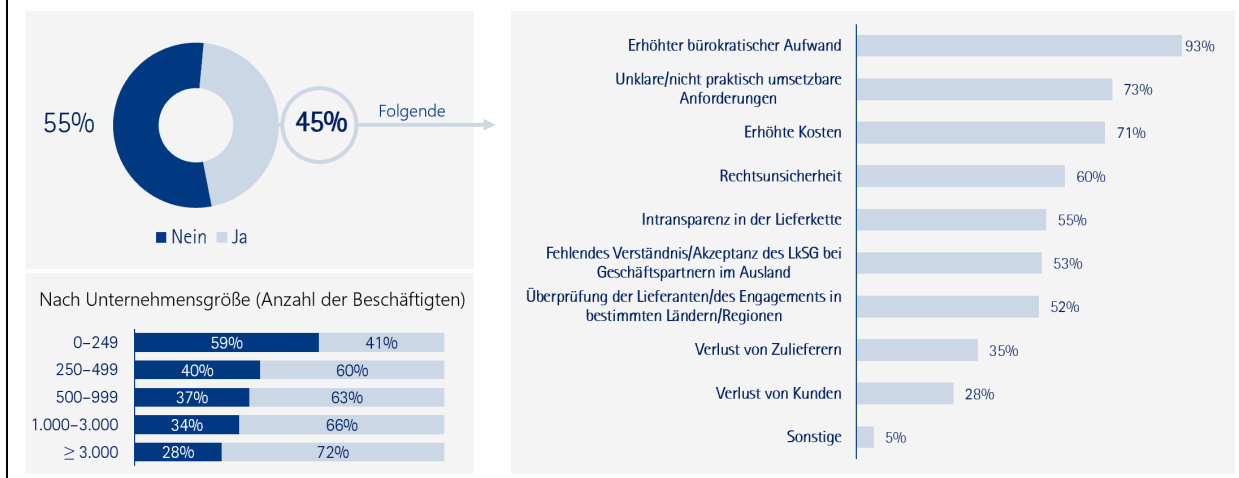 55%
45%
Folgende
Nein Ja
Nach Unternehmensgröße (Anzahl der Beschäftigten)
0–249 59% 41%
250–499 40% 60%
500–999 37% 63%
1.000–3.000 34% 66%
≥ 3.000 28% 72%
Erhöhter bürokratischer Aufwand 93%
Unklare/nicht praktisch umsetzbare
Anforderungen 73%
Erhöhte Kosten 71%
Rechtsunsicherheit 60%
Intransparenz in der Lieferkette 55%
Fehlendes Verständnis/Akzeptanz des LkSG bei
Geschäftspartnern im Ausland 53%
Überprüfung der Lieferanten/des Engagements in
bestimmten Ländern/Regionen 52%
Verlust von Zulieferern 35%
Verlust von Kunden 28%
Sonstige 5%